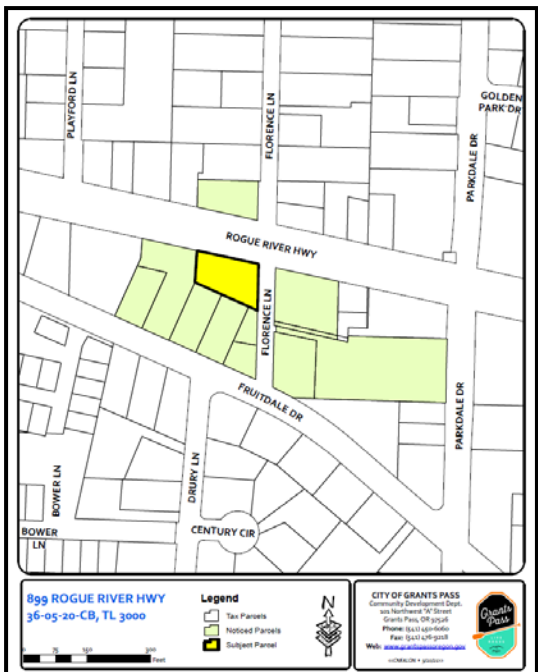 PLAYFORD LN
FLORENCE LN
GOLDEN
PARK DR
PARKDALE DR
ROGUE RIVER HWY
FLORENCE LN
FRUITDALE DR
PARKDALE DR
DRURY LN
BOWER LN
BOWER
LN
CENTURY CIR
899 ROGUE RIVER HWY
36-05-20-CB, TL 3000
0 75 150 300
Feet
Legend
Tax Parcels
Noticed Parcels
Subject Parcel
N
CITY OF GRANTS PASS
Community Development Dept.
101 Northwest "A" Street
Grants Pass, OR 97526
Phone: (541) 450-6060
Fax: (541) 476-9218
Web: www.grantspassoregon.gov
Grants
Pass